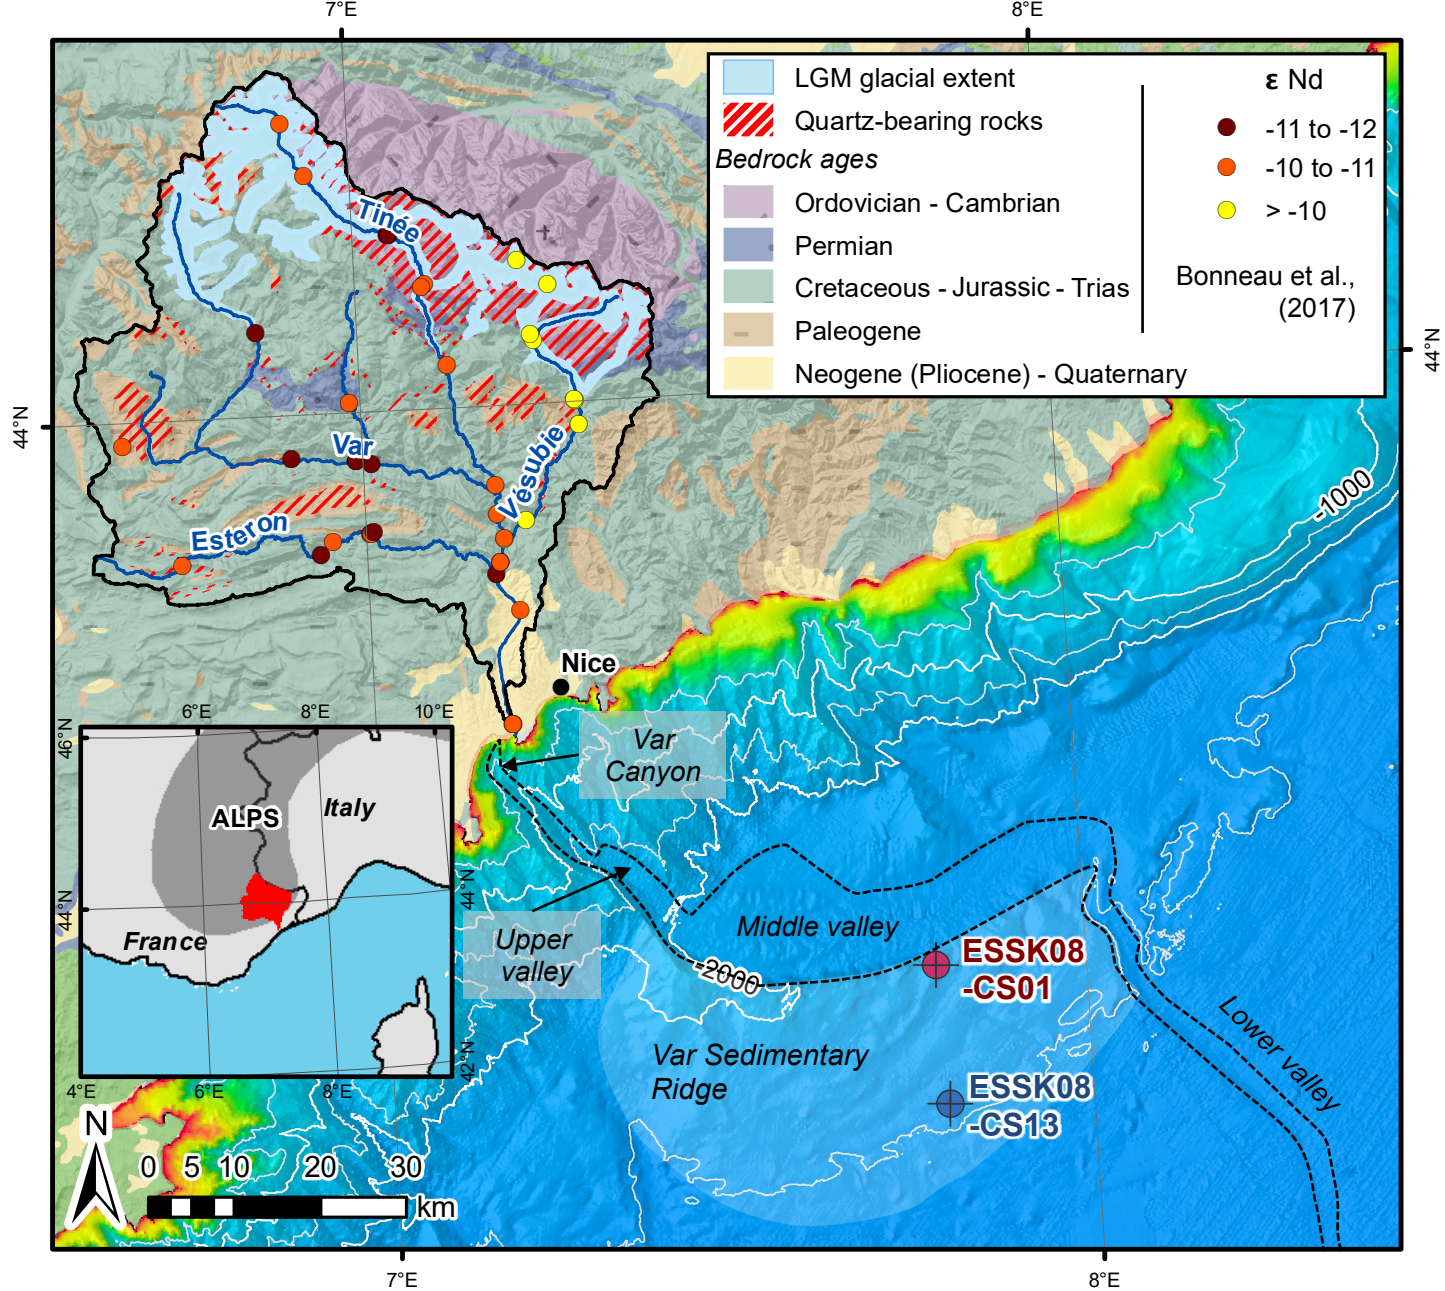 7°E
8°E
LGM glacial extent
Quartz-bearing rocks
Bedrock ages
Ordovician - Cambrian
Permian
Cretaceous - Jurassic - Trias
Paleogene
Neogene (Pliocene) - Quaternary
ε Nd
-11 to -12
-10 to -11
> -10
Bonneau et al.,
(2017)
Tinée
Var
Vésubie
Esteron
44°N
44°N
-1000
Nice
Var
Canyon
Upper
valley
Middle valley
-2000
ESSK08
-CS01
Var Sedimentary
Ridge
ESSK08
-CS13
Lower valley
6°E
8°E
10°E
46°N
44°N
44°N
42°N
ALPS
Italy
France
4°E
6°E
8°E
N
0 5 10 20 30
km
7°E
8°E